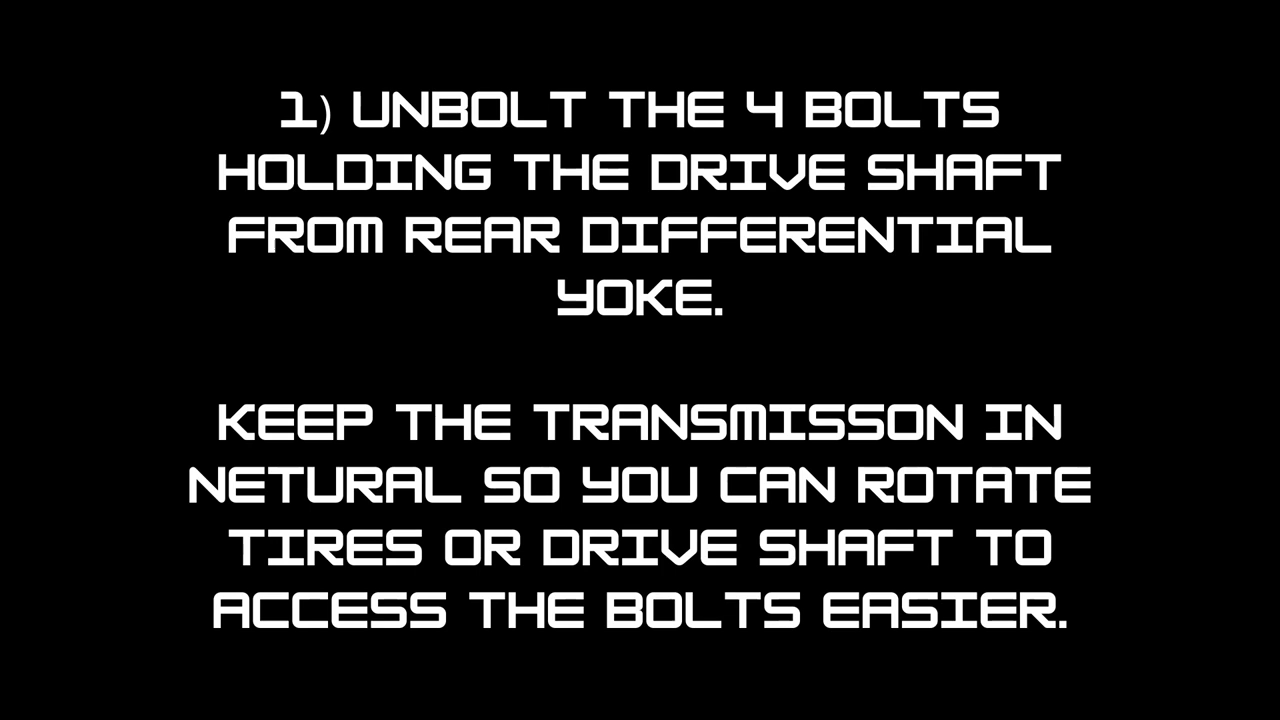 1) UNBOLT THE 4 BOLTS
HOLDING THE DRIVE SHAFT
FROM REAR DIFFERENTIAL
YOKE.
KEEP THE TRANSMISSON IN
NETURAL SO YOU CAN ROTATE
TIRES OR DRIVE SHAFT TO
ACCESS THE BOLTS EASIER.